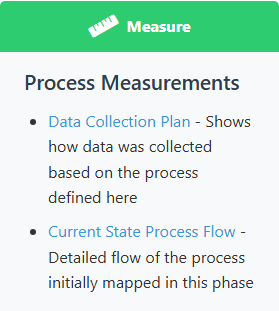 Measure
Process Measurements
• Data Collection Plan - Shows
how data was collected
based on the process
defined here
• Current State Process Flow -
Detailed flow of the process
initially mapped in this phase